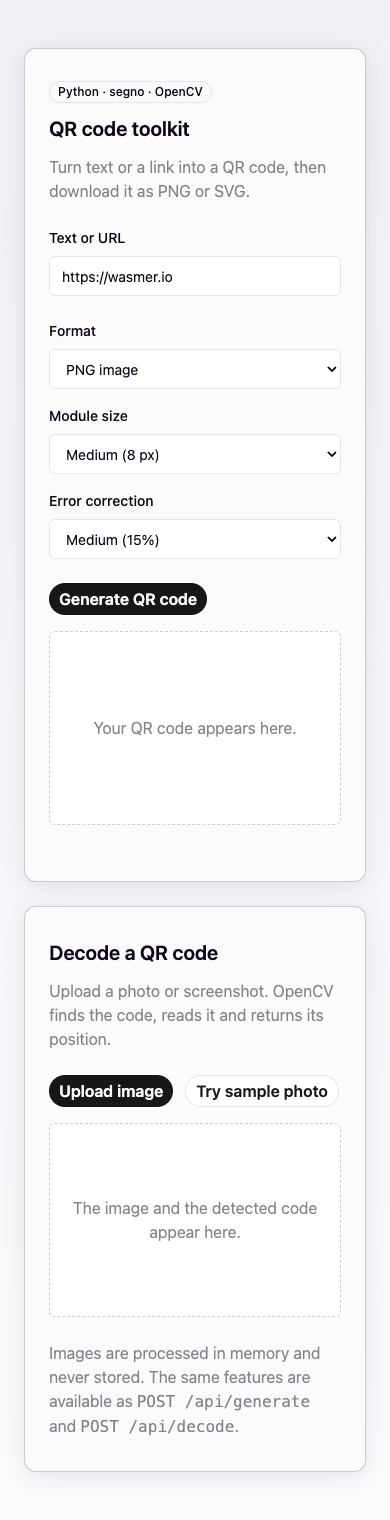 Python · segno · OpenCV
QR code toolkit
Turn text or a link into a QR code, then
download it as PNG or SVG.
Text or URL
https://wasmer.io
Format
PNG image
Module size
Medium (8 px)
Error correction
Medium (15%)
Generate QR code
Your QR code appears here.
Decode a QR code
Upload a photo or screenshot. OpenCV
finds the code, reads it and returns its
position.
Upload image
Try sample photo
The image and the detected code
appear here.
Images are processed in memory and
never stored. The same features are
available as POST /api/generate
and POST /api/decode.